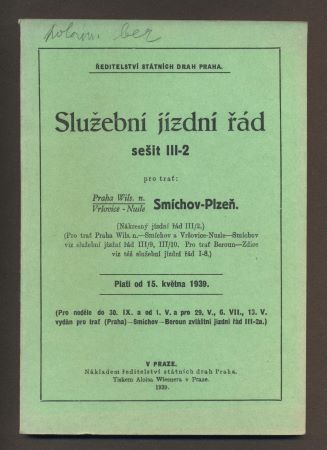 ŘEDITELSTVÍ STÁTNÍCH DRAH PRAHA.
Služební jízdní řád
sešit III-2
pro trať:
Praha Wils. n.
Vršovice - Nusle Smíchov-Plzeň.
(Nákresný jízdní řád III/2.)
(Pro trať Praha Wils. n.—Smíchov a Vršovice-Nusle—Smíchov
viz služební jízdní řád III/9, III/10. Pro trať Beroun—Zdice
viz též služební jízdní řád I-8.)
Platí od 15. května 1939.
(Pro neděle do 30. IX. a od 1. V. a pro 29. V., 6. VII., 13. V.
vydán pro trať (Praha)—Smíchov—Beroun zvláštní jízdní řád III-2a.)
V PRAZE.
Nákladem ředitelství státních drah Praha.
Tiskem Aloisa Wiesnera v Praze.
1939.